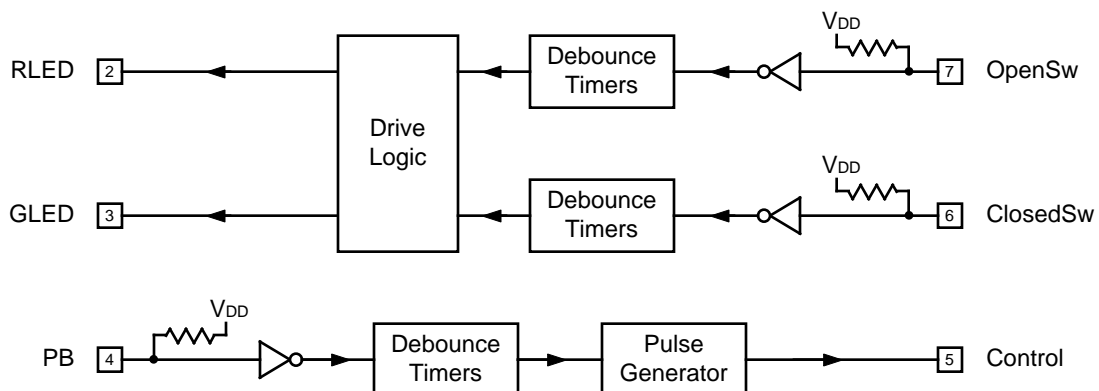 VDD
RLED 2 Debounce Timers 7 OpenSw
Drive Logic
VDD
GLED 3 Debounce Timers 6 ClosedSw
VDD
PB 4 Debounce Timers Pulse Generator 5 Control